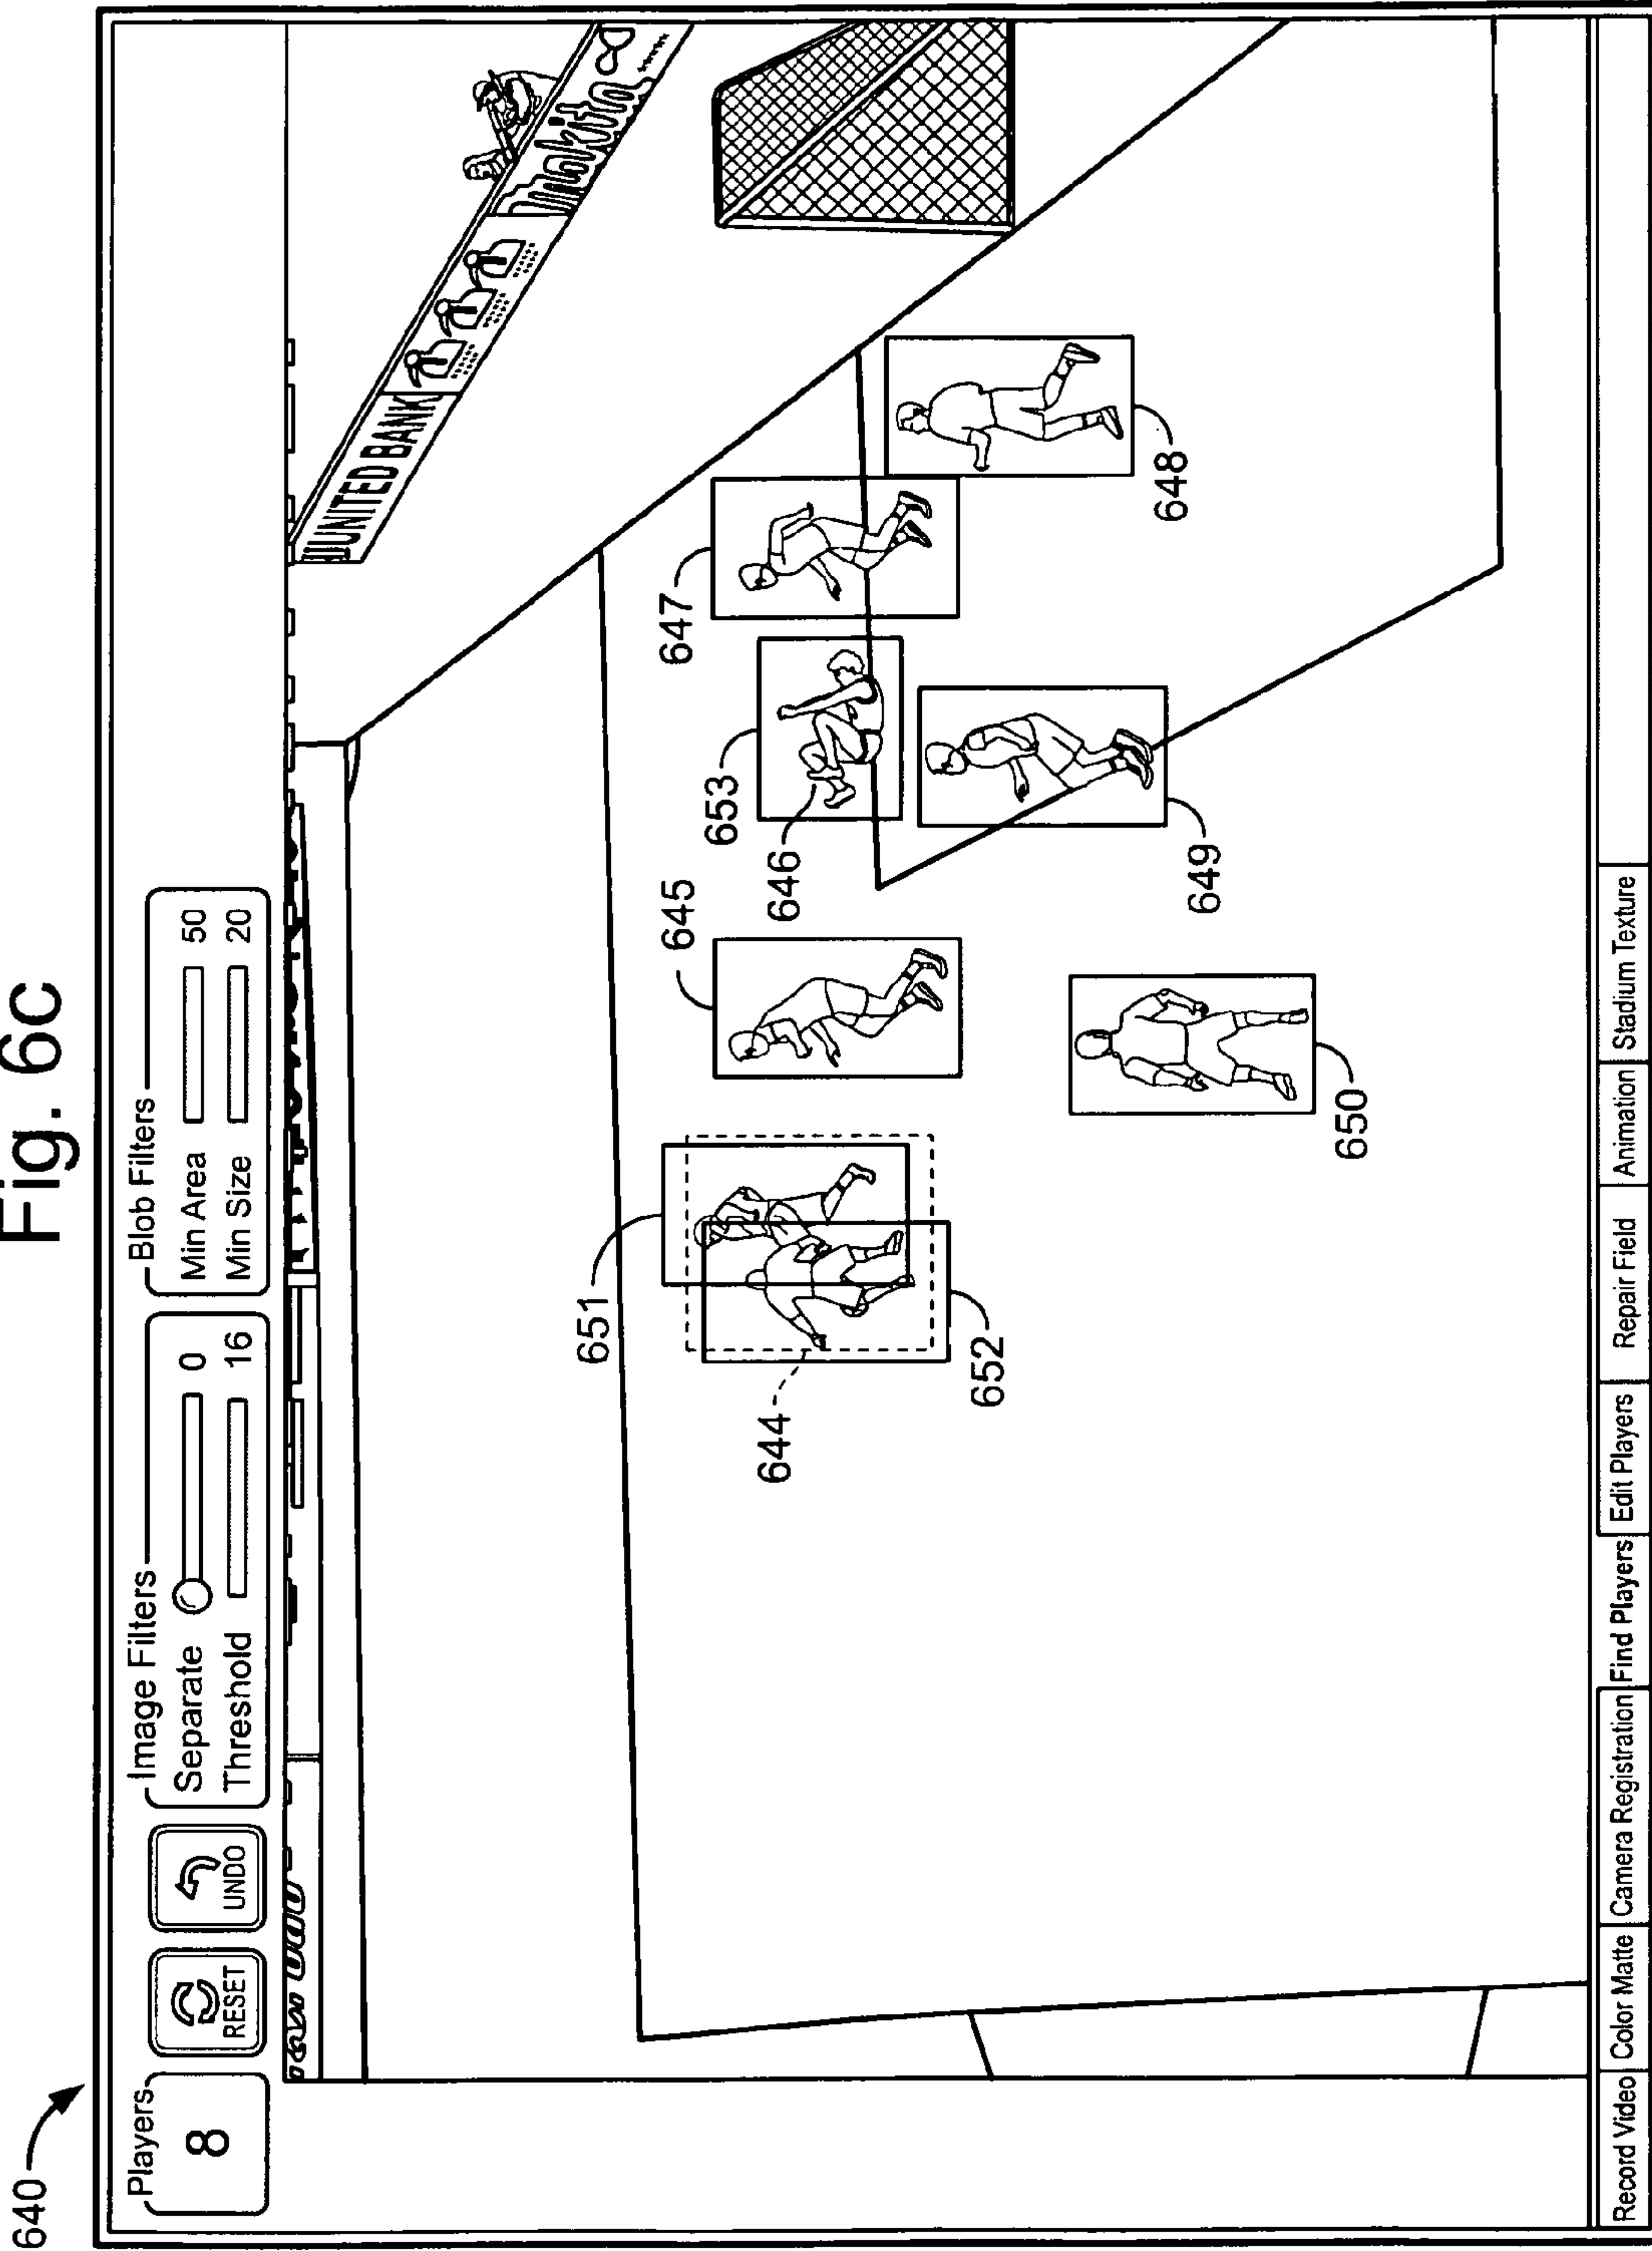 Fig. 6c
640
Players
8
RESET
UNDO
Image Filters
Separate 0
Threshold 16
Blob Filters
Min Area 50
Min Size 20
UNITED BANK
Makita
651
644
652
645
647
653
646
648
649
650
Record Video Color Matte Camera Registration Find Players Edit Players Repair Field Animation Stadium Texture